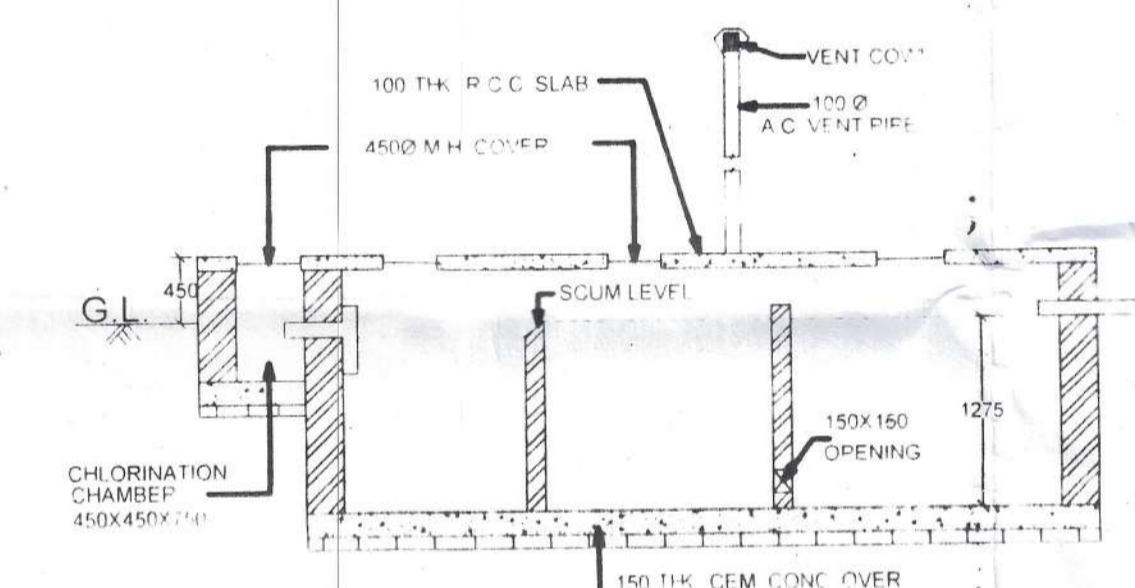 VENT
100 THK R.C.C. SLAB
100 Ø
A.C. VENT PIPE
450Ø M.H. COVER
450
SCUM LEVEL
G.L.
1275
150X150
OPENING
CHLORINATION
CHAMBER
450X450X750
150 THK CEM CONC OVER